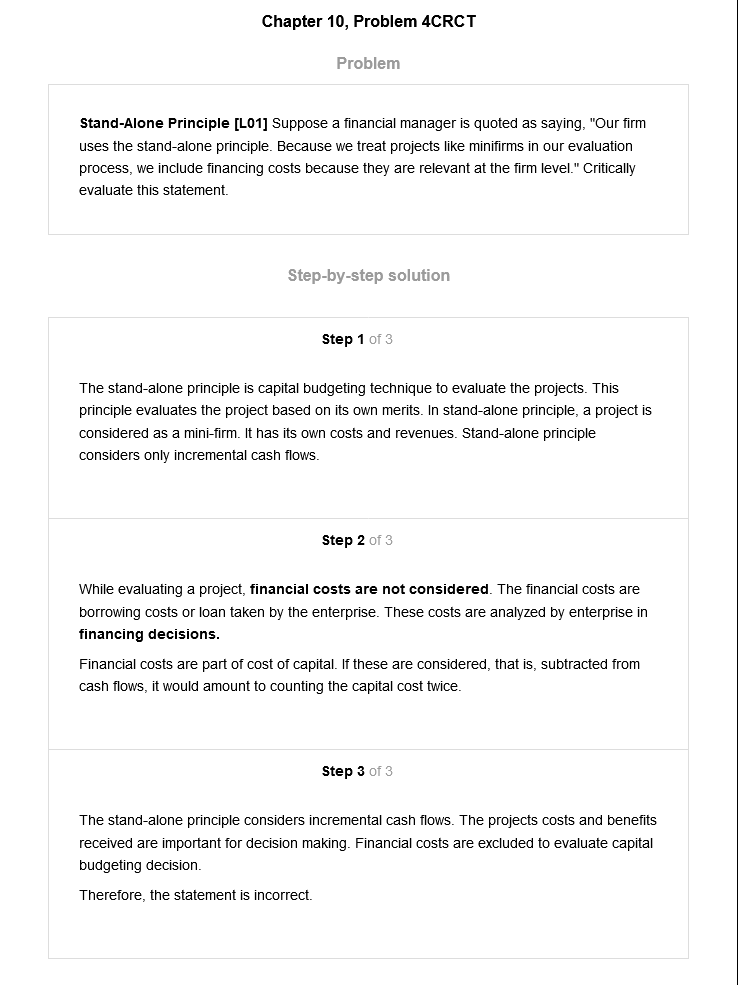 Chapter 10, Problem 4CRCT
Problem
Stand-Alone Principle [L01] Suppose a financial manager is quoted as saying, "Our firm
uses the stand-alone principle. Because we treat projects like minifirms in our evaluation
process, we include financing costs because they are relevant at the firm level." Critically
evaluate this statement.
Step-by-step solution
Step 1 of 3
The stand-alone principle is capital budgeting technique to evaluate the projects. This
principle evaluates the project based on its own merits. In stand-alone principle, a project is
considered as a mini-firm. It has its own costs and revenues. Stand-alone principle
considers only incremental cash flows.
Step 2 of 3
While evaluating a project, financial costs are not considered. The financial costs are
borrowing costs or loan taken by the enterprise. These costs are analyzed by enterprise in
financing decisions.
Financial costs are part of cost of capital. If these are considered, that is, subtracted from
cash flows, it would amount to counting the capital cost twice.
Step 3 of 3
The stand-alone principle considers incremental cash flows. The projects costs and benefits
received are important for decision making. Financial costs are excluded to evaluate capital
budgeting decision.
Therefore, the statement is incorrect.